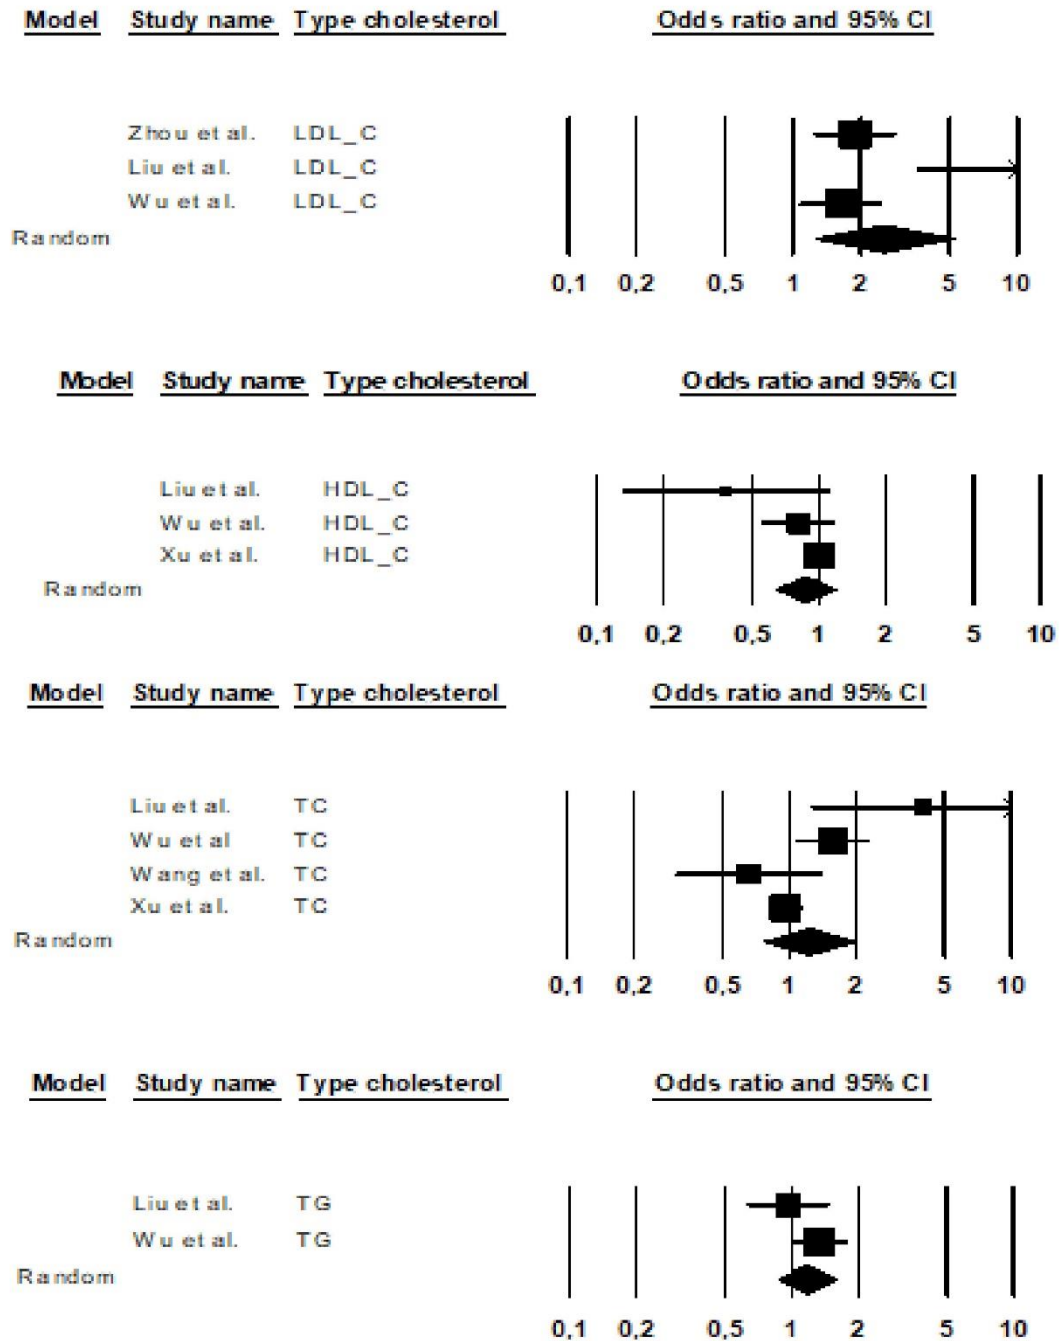 Model Study name Type cholesterol Odds ratio and 95% CI
Zhou et al. LDL_C
Liu et al. LDL_C
Wu et al. LDL_C
Random
0,1 0,2 0,5 1 2 5 10
Model Study name Type cholesterol Odds ratio and 95% CI
Liu et al. HDL_C
Wu et al. HDL_C
Xu et al. HDL_C
Random
0,1 0,2 0,5 1 2 5 10
Model Study name Type cholesterol Odds ratio and 95% CI
Liu et al. TC
Wu et al TC
Wang et al. TC
Xu et al. TC
Random
0,1 0,2 0,5 1 2 5 10
Model Study name Type cholesterol Odds ratio and 95% CI
Liu et al. TG
Wu et al. TG
Random
0,1 0,2 0,5 1 2 5 10